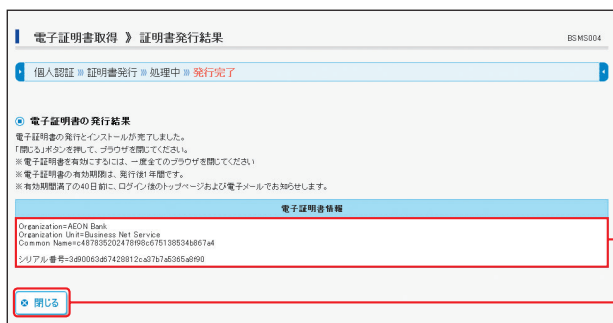 電子証明書取得 》 証明書発行結果
BSMS004
個人認証 » 証明書発行 » 処理中 » 発行完了
電子証明書の発行結果
電子証明書の発行とインストールが完了しました。
「閉じる」ボタンを押して、ブラウザを閉じてください。
※電子証明書を有効にするには、一度全てのブラウザを閉じてください
※電子証明書の有効期限は、発行後1年間です。
※有効期間満了の40日前に、ログイン後のトップページおよび電子メールでお知らせします。
電子証明書情報
Organization=AEON Bank
Organization Unit=Business Net Service
Common Name=c487835202478f98c675138534b867a4
シリアル番号=3d90063d67428812ca37b7a5365a8f90
閉じる